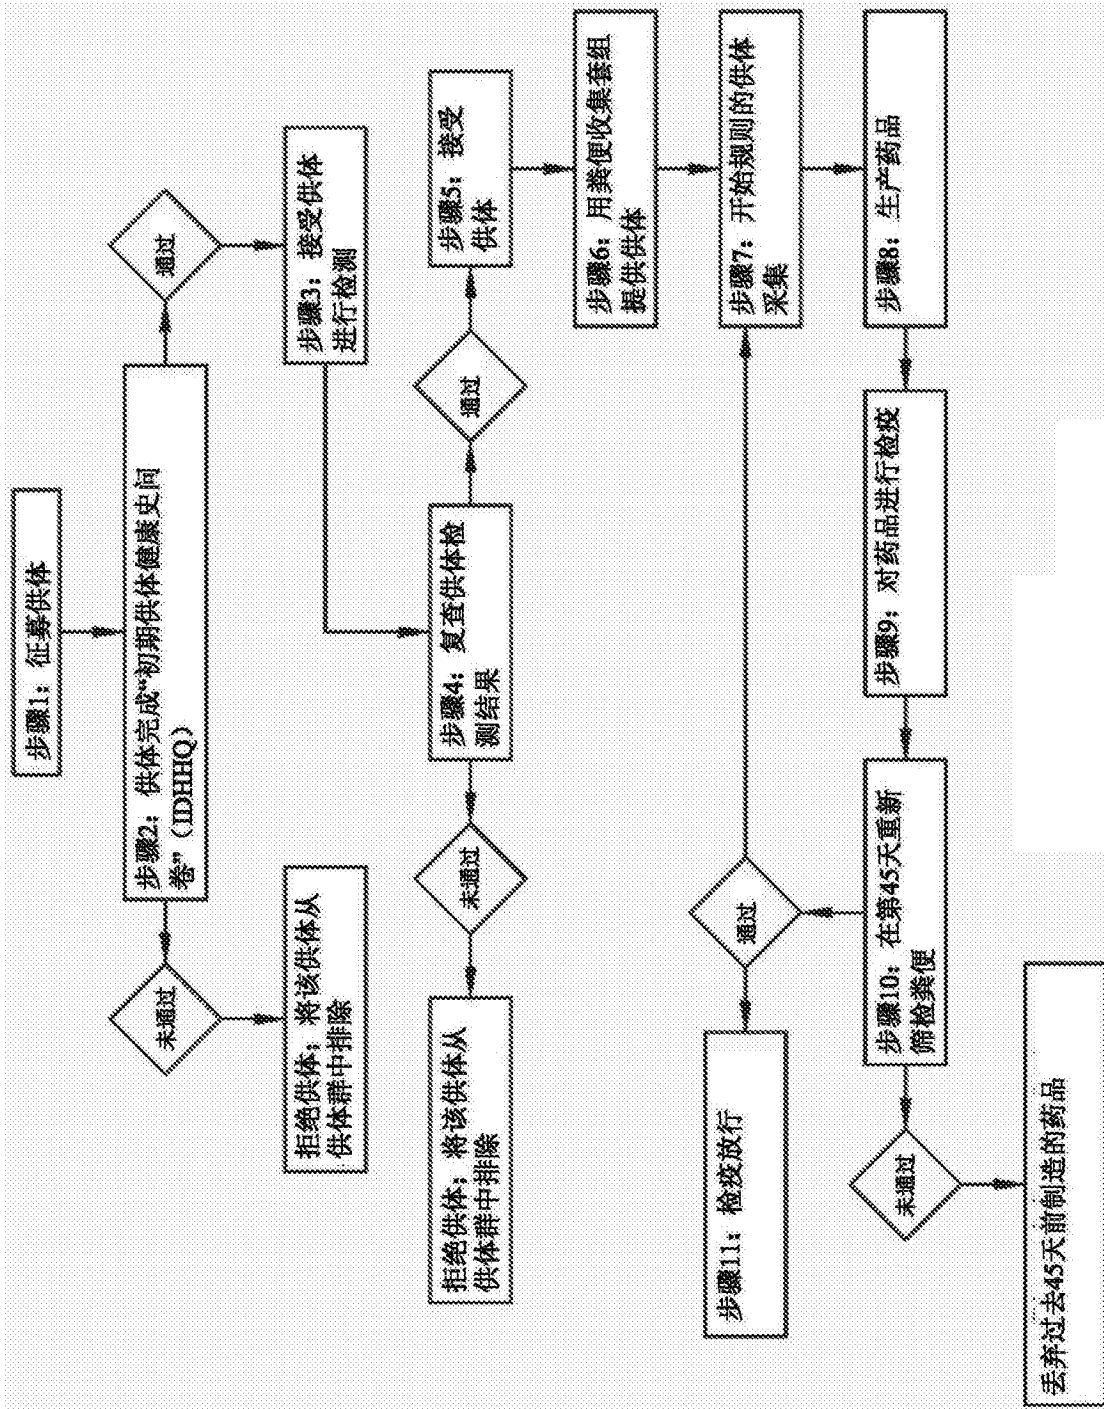 步骤1：征募供体
步骤2：供体完成“初期供体健康史问
卷”（IDHHQ）
通过
未通过
步骤3：接受供体
进行检测
拒绝供体；将该供体从
供体群中排除
步骤4：复查供体检
测结果
通过
未通过
步骤5：接受
供体
拒绝供体；将该供体从
供体群中排除
步骤6：用粪便收集套组
提供供体
步骤7：开始规则的供体
采集
步骤8：生产药品
步骤9：对药品进行检疫
步骤10：在第45天重新
筛检粪便
通过
未通过
步骤11：检疫放行
丢弃过去45天前制造的药品